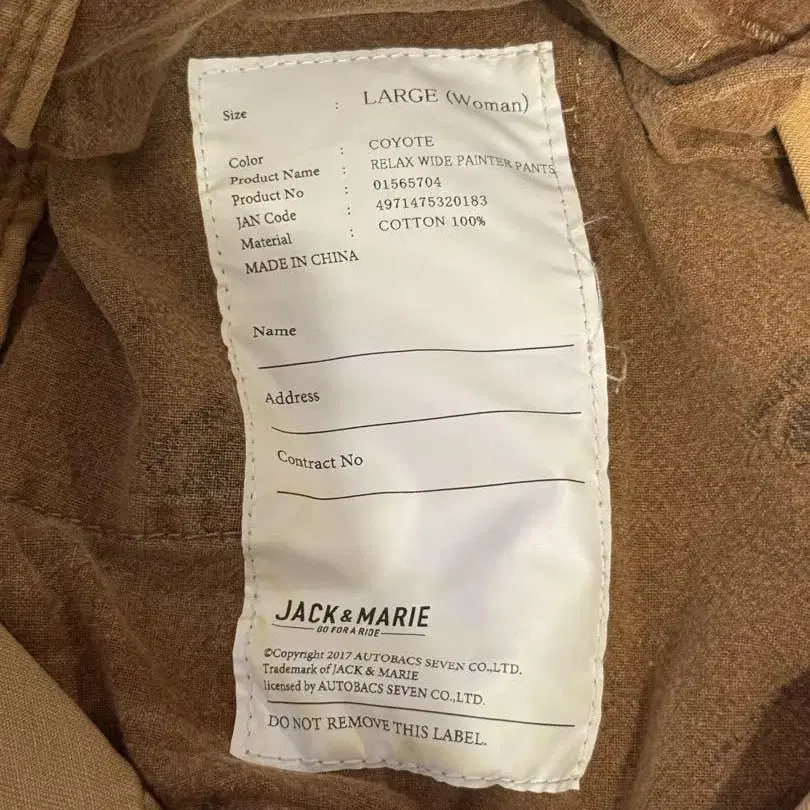 Size : LARGE (Woman)
Color : COYOTE
Product Name : RELAX WIDE PAINTER PANTS
Product No : 01565704
JAN Code : 4971475320183
Material : COTTON 100%
MADE IN CHINA
Name
Address
Contract No
JACK & MARIE
GO FOR A RIDE
©Copyright 2017 AUTOBACS SEVEN CO.,LTD.
Trademark of JACK & MARIE
licensed by AUTOBACS SEVEN CO.,LTD.
DO NOT REMOVE THIS LABEL.